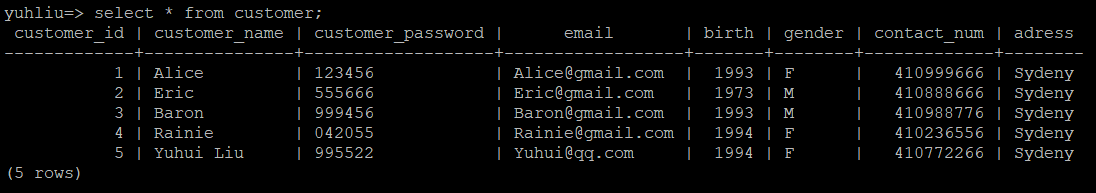 yuhliu=> select * from customer;
 customer_id | customer_name | customer_password |      email       | birth | gender | contact_num | adress
-------------+---------------+-------------------+------------------+-------+--------+-------------+--------
           1 | Alice         | 123456            | Alice@gmail.com  |  1993 | F      |   410999666 | Sydeny
           2 | Eric          | 555666            | Eric@gmail.com   |  1973 | M      |   410888666 | Sydeny
           3 | Baron         | 999456            | Baron@gmail.com  |  1993 | M      |   410988776 | Sydeny
           4 | Rainie        | 042055            | Rainie@gmail.com |  1994 | F      |   410236556 | Sydeny
           5 | Yuhui Liu     | 995522            | Yuhui@qq.com     |  1994 | F      |   410772266 | Sydeny
(5 rows)